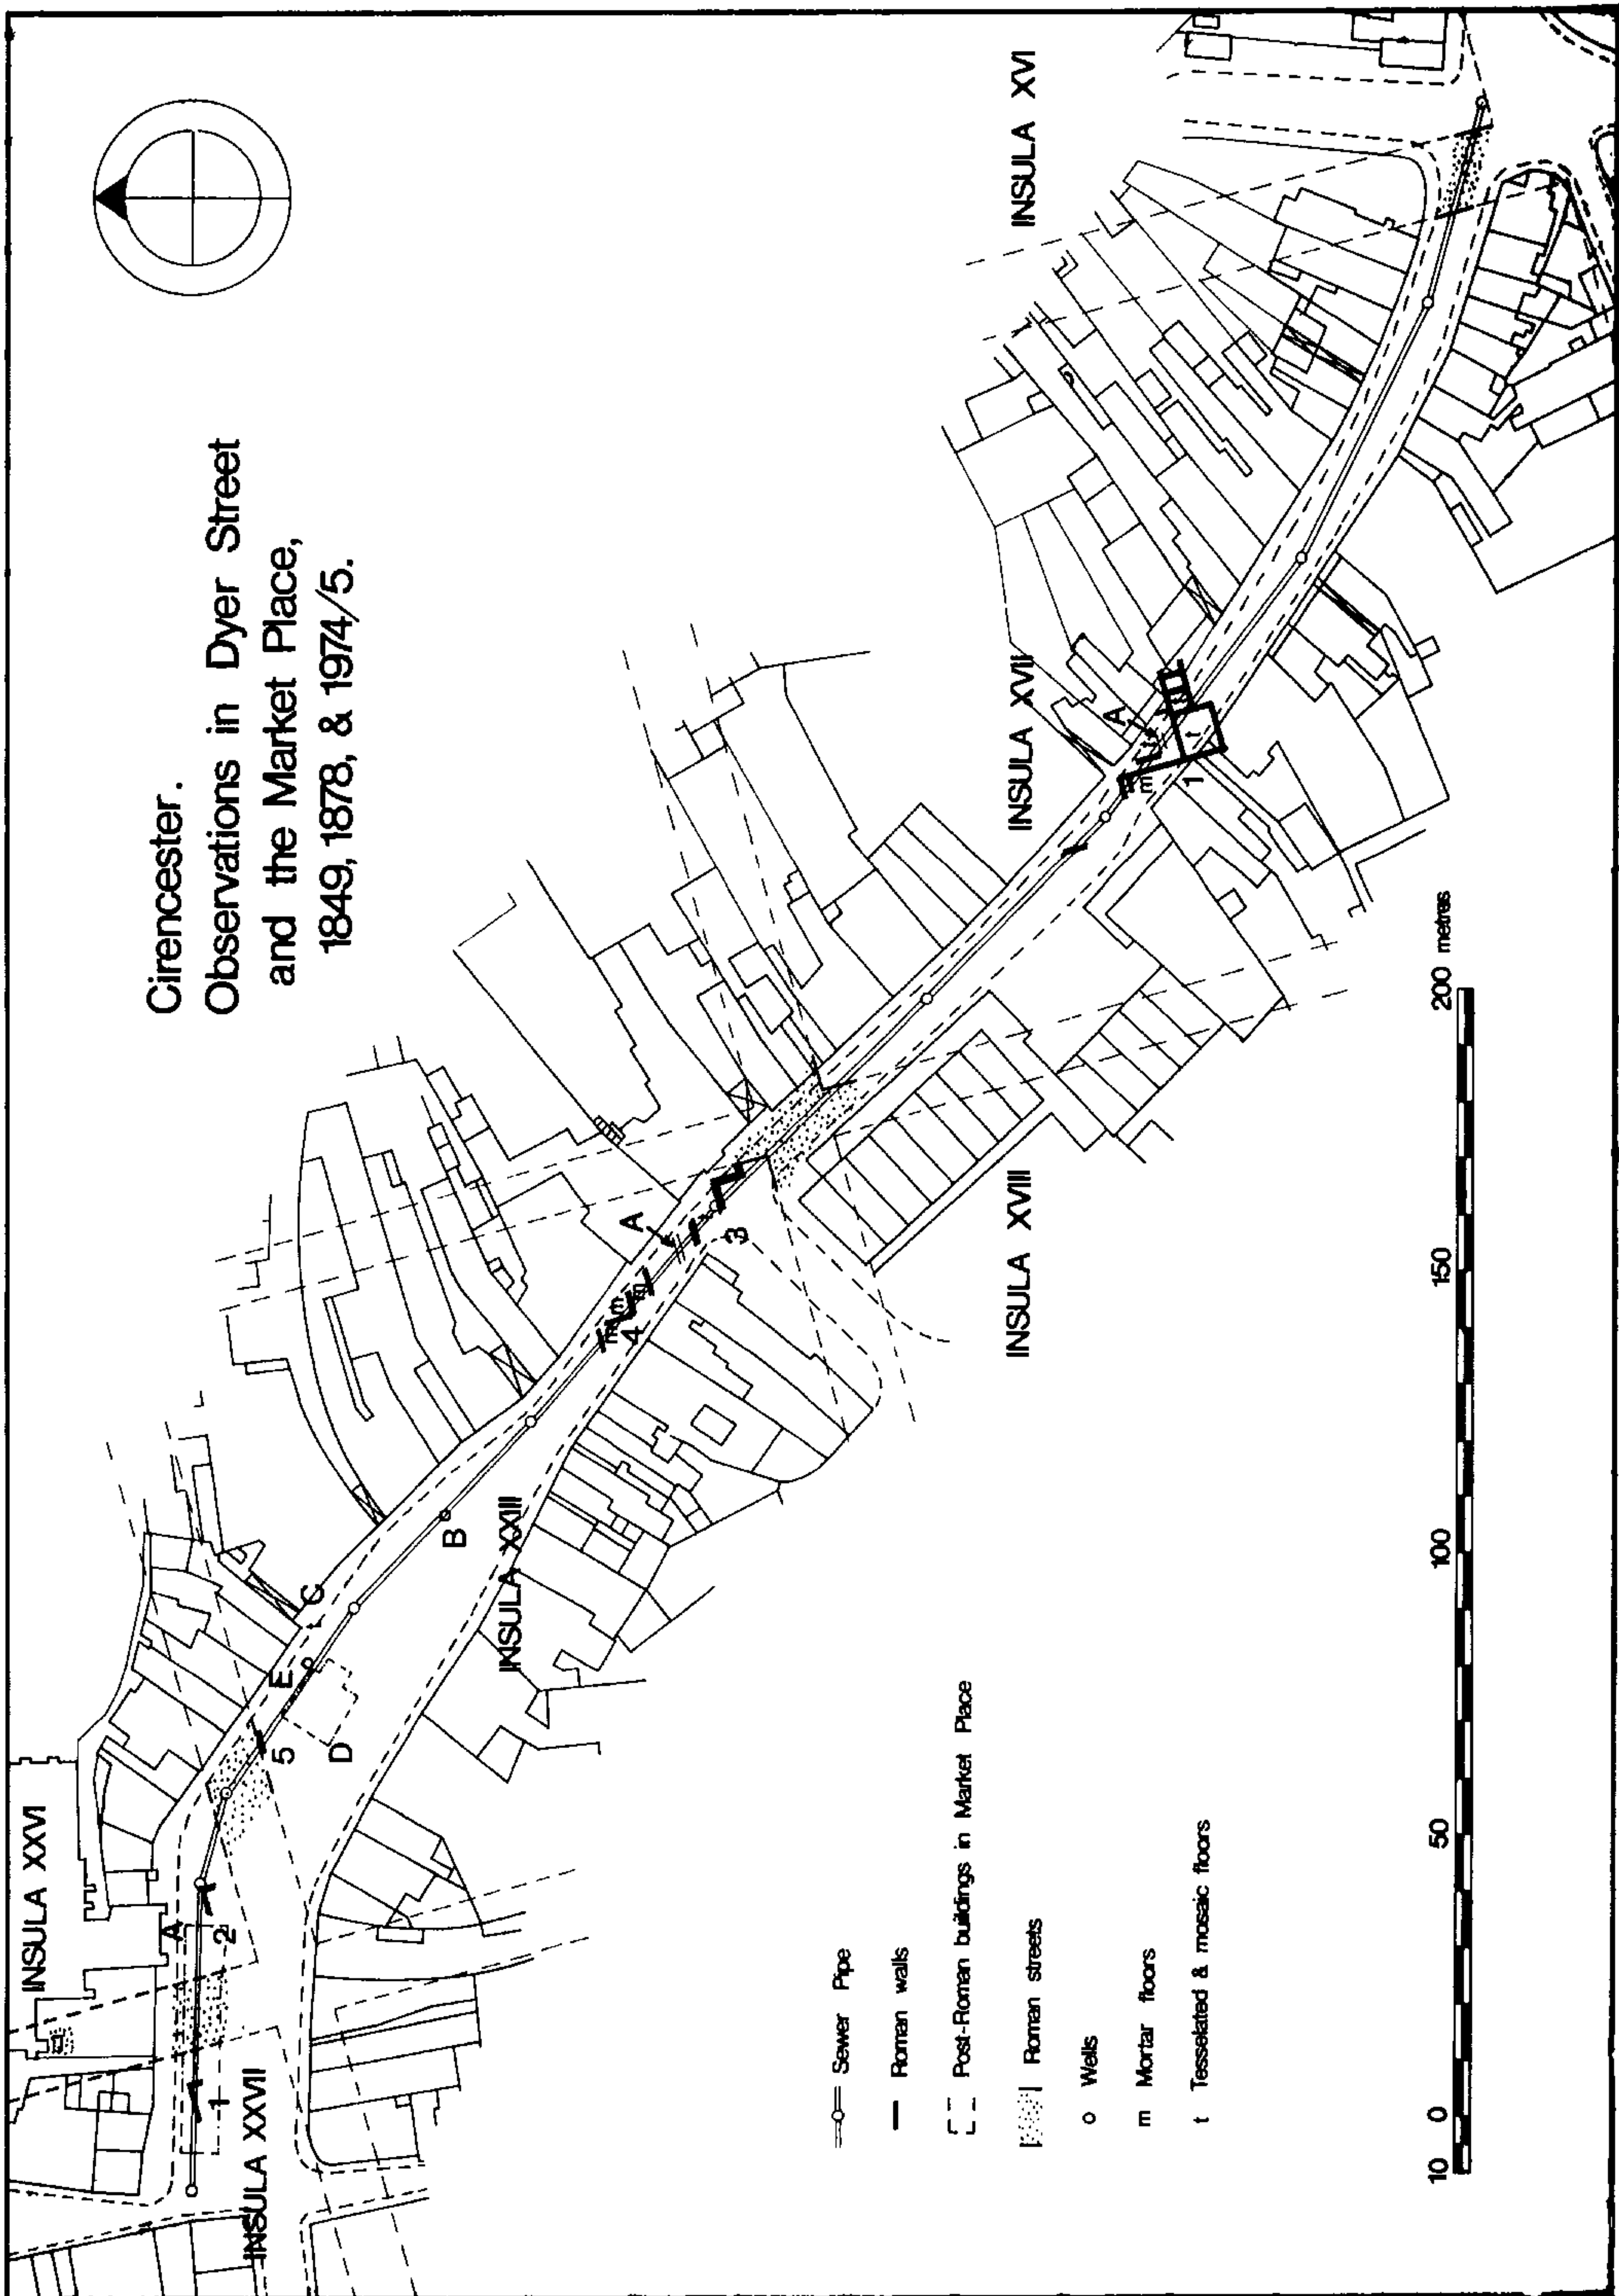 Cirencester.
Observations in Dyer Street
and the Market Place,
1849, 1878, & 1974/5.
INSULA XXVI
INSULA XXVII
INSULA XXIII
INSULA XVIII
INSULA XVII
INSULA XVI
1
A
2
5
E
D
C
t
B
4
m
m
m
A
3
A
m
t
t
1
Sewer Pipe
Roman walls
Post-Roman buildings in Market Place
Roman streets
Wells
m Mortar floors
t Tesselated & mosaic floors
10 0 50 100 150 200 metres